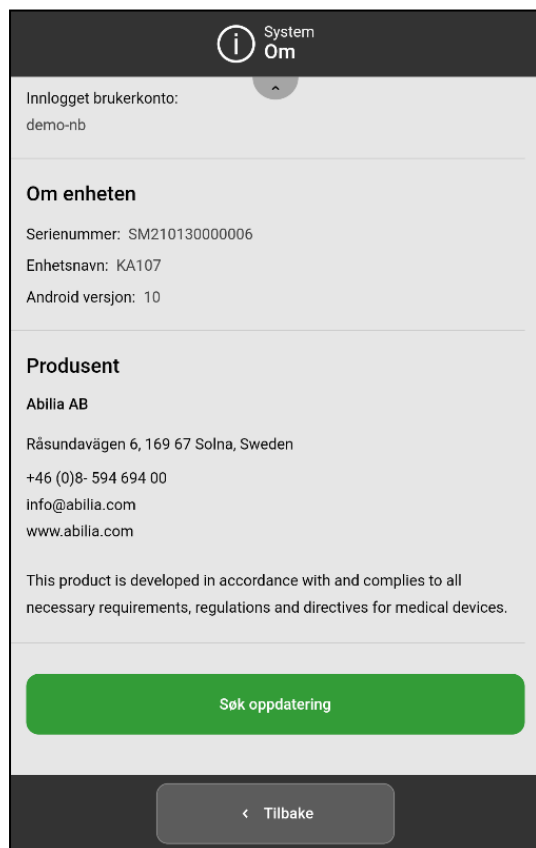 System
Om
Innlogget brukerkonto:
demo-nb
Om enheten
Serienummer: SM210130000006
Enhetsnavn: KA107
Android versjon: 10
Produsent
Abilia AB
Råsundavägen 6, 169 67 Solna, Sweden
+46 (0)8- 594 694 00
info@abilia.com
www.abilia.com
This product is developed in accordance with and complies to all
necessary requirements, regulations and directives for medical devices.
Søk oppdatering
Tilbake